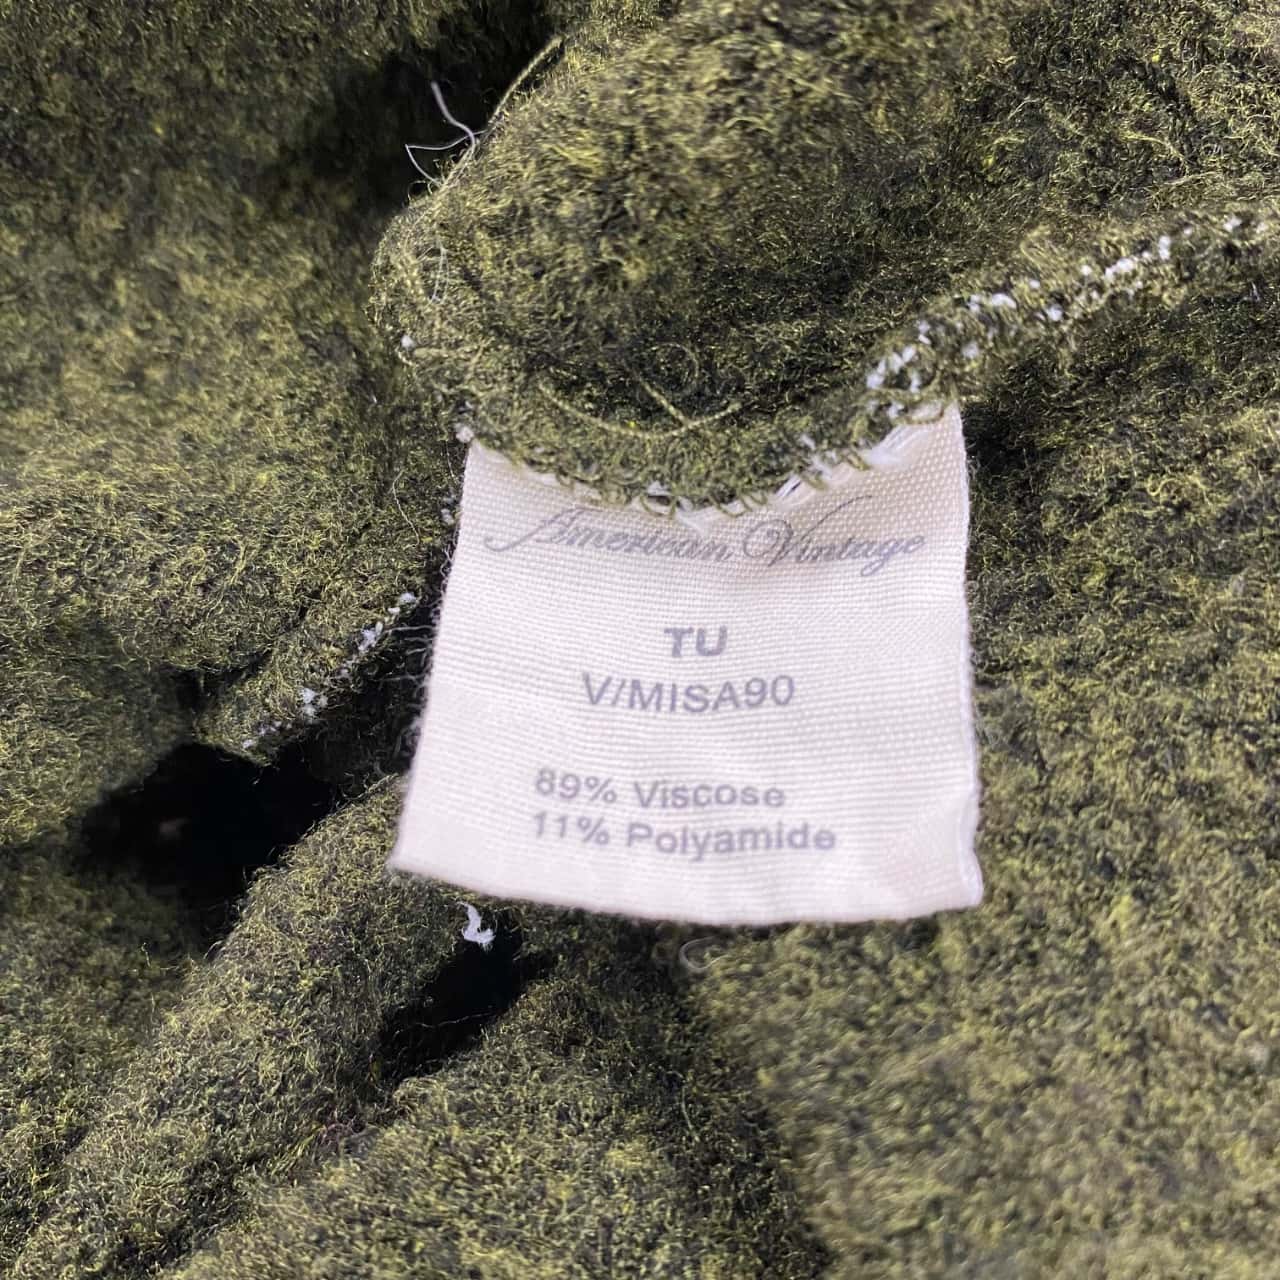 American Vintage
TU
V/MISA90
89% Viscose
11% Polyamide